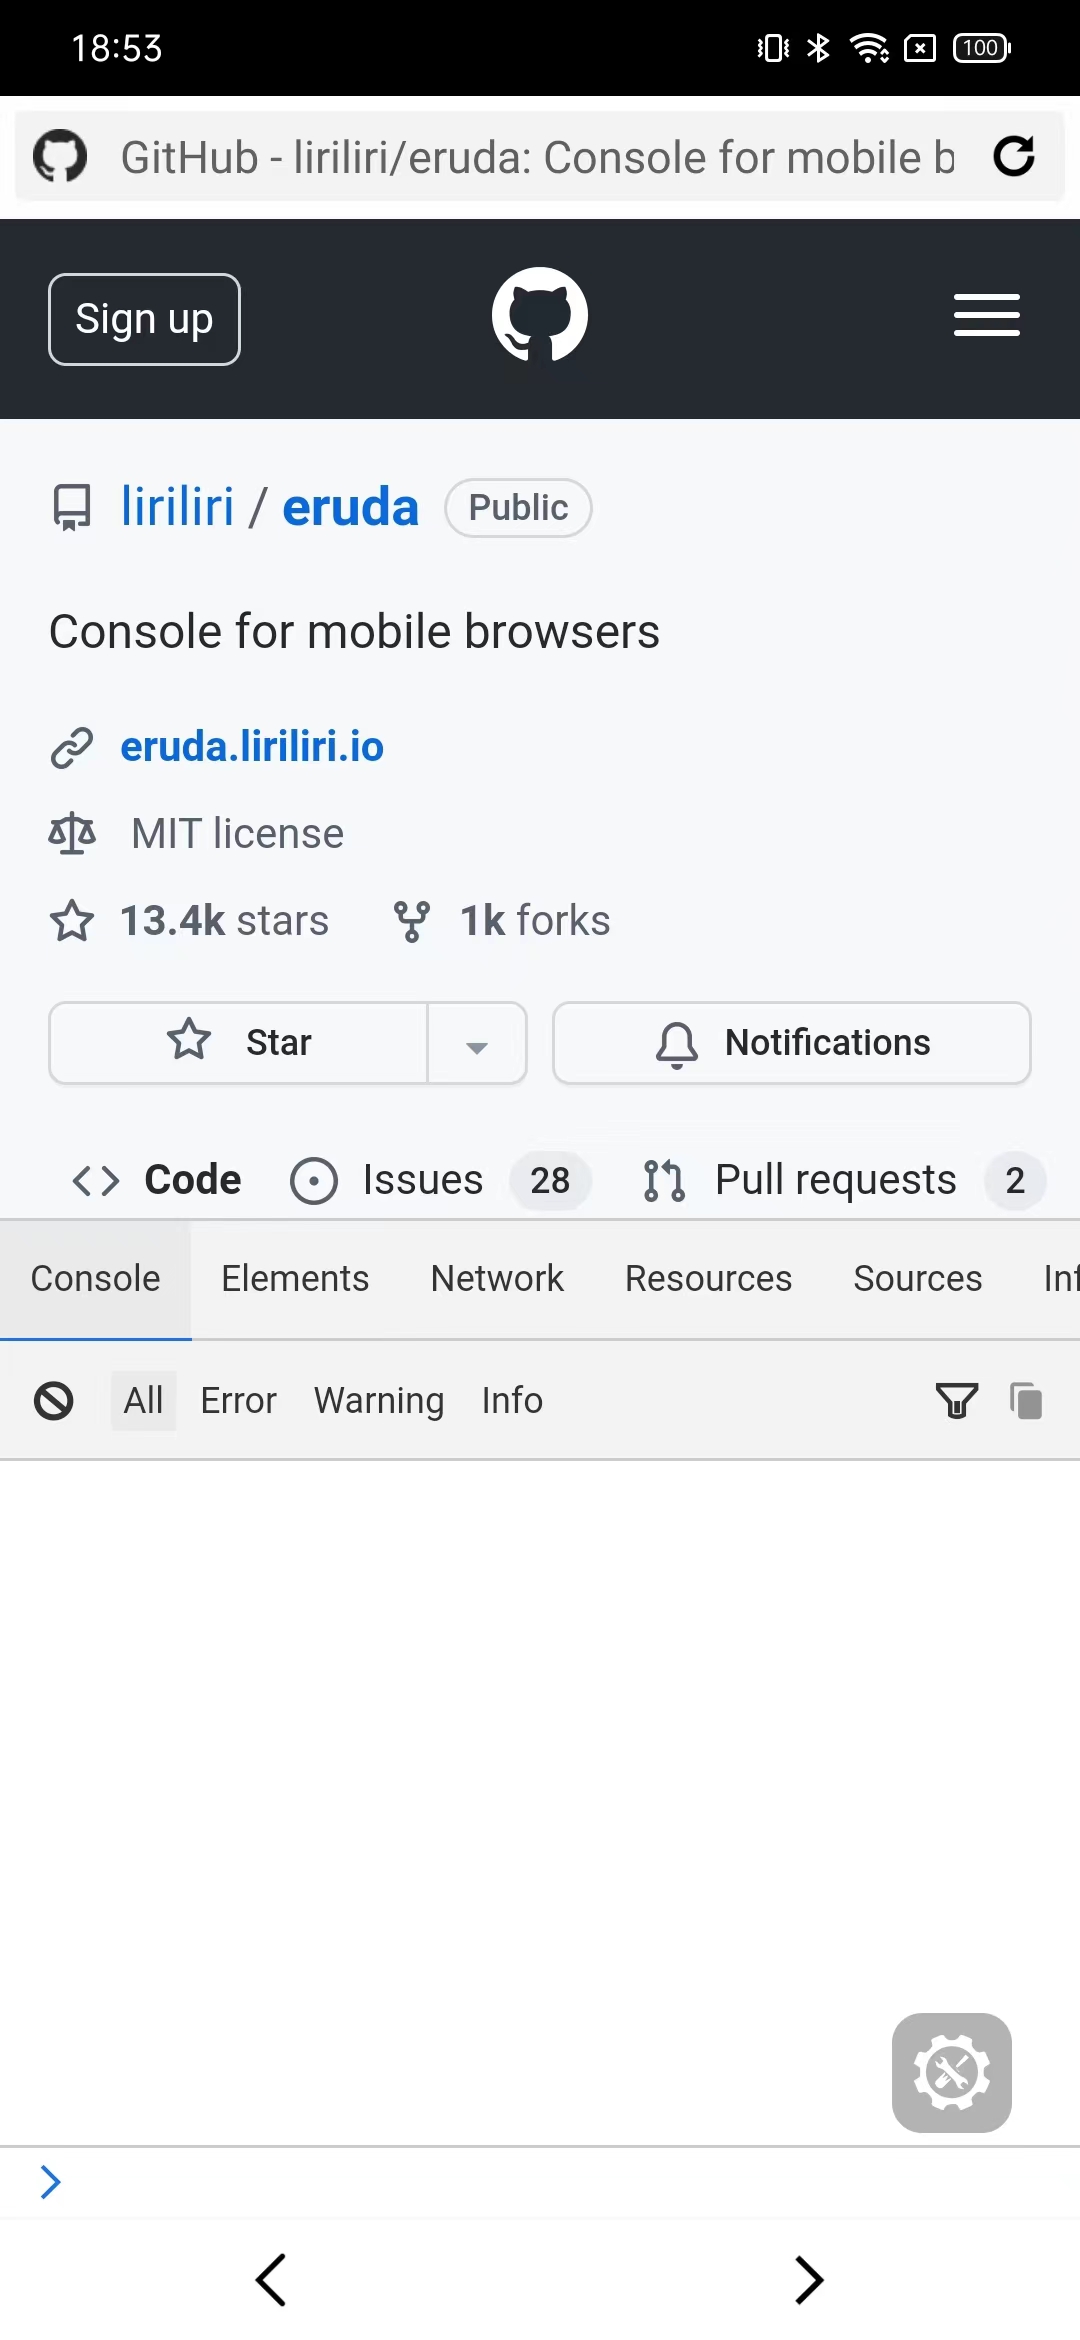 18:53
100
GitHub - liriliri/eruda: Console for mobile b
Sign up
liriliri / eruda Public
Console for mobile browsers
eruda.liriliri.io
MIT license
13.4k stars 1k forks
Star Notifications
Code Issues 28 Pull requests 2
Console Elements Network Resources Sources Inf
All Error Warning Info